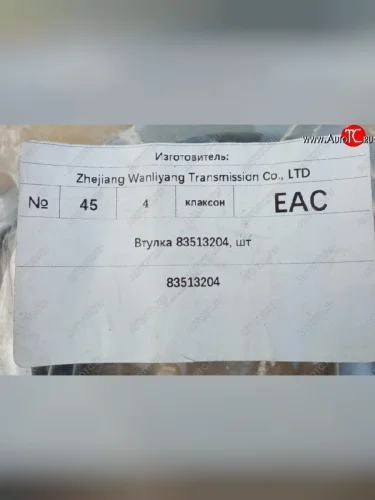 www.AutoTC.ru
Изготовитель:
Zhejiang Wanliyang Transmission Co., LTD
№ 45 4 клаксон EAC
Втулка 83513204, шт
83513204